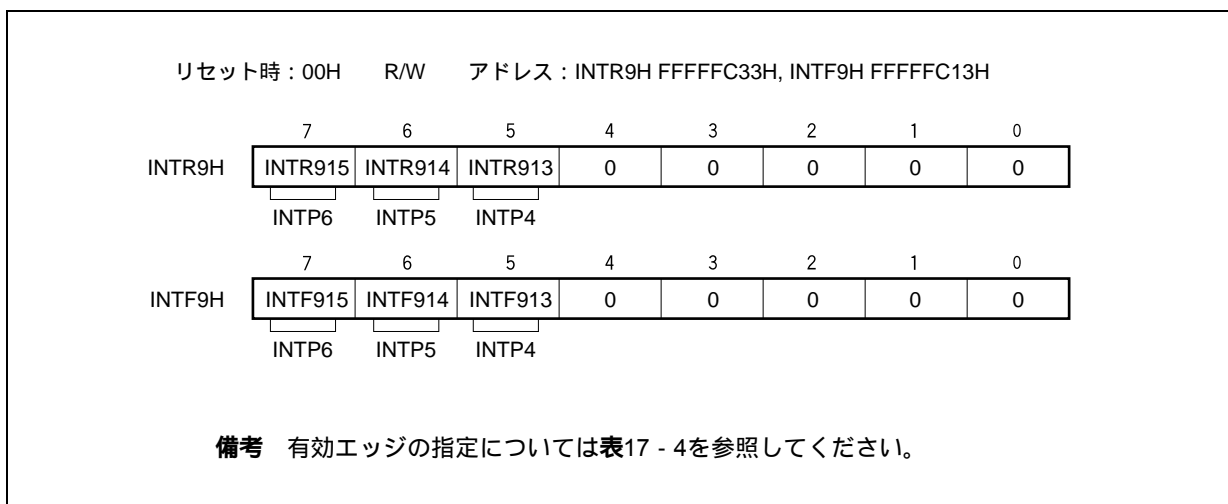 リセット時：00H R/W アドレス：INTR9H FFFFFC33H, INTF9H FFFFFC13H
7 6 5 4 3 2 1 0
INTR9H INTR915 INTR914 INTR913 0 0 0 0 0
INTP6 INTP5 INTP4
7 6 5 4 3 2 1 0
INTF9H INTF915 INTF914 INTF913 0 0 0 0 0
INTP6 INTP5 INTP4
備考 有効エッジの指定については表17 - 4を参照してください。